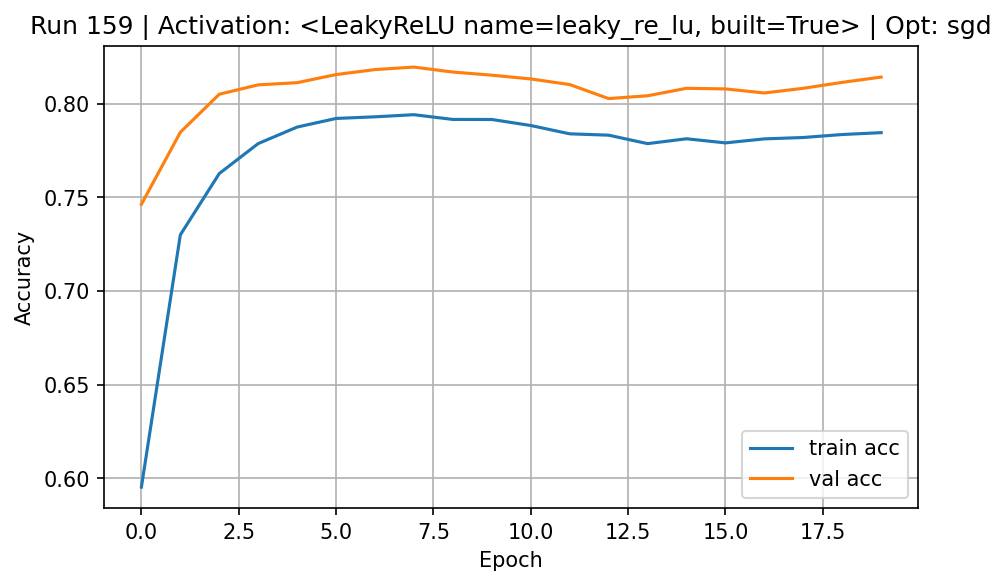 Run 159 | Activation: <LeakyReLU name=leaky_re_lu, built=True> | Opt: sgd
0.80
0.75
0.70
0.65
0.60
Accuracy
train acc
val acc
0.0 2.5 5.0 7.5 10.0 12.5 15.0 17.5
Epoch